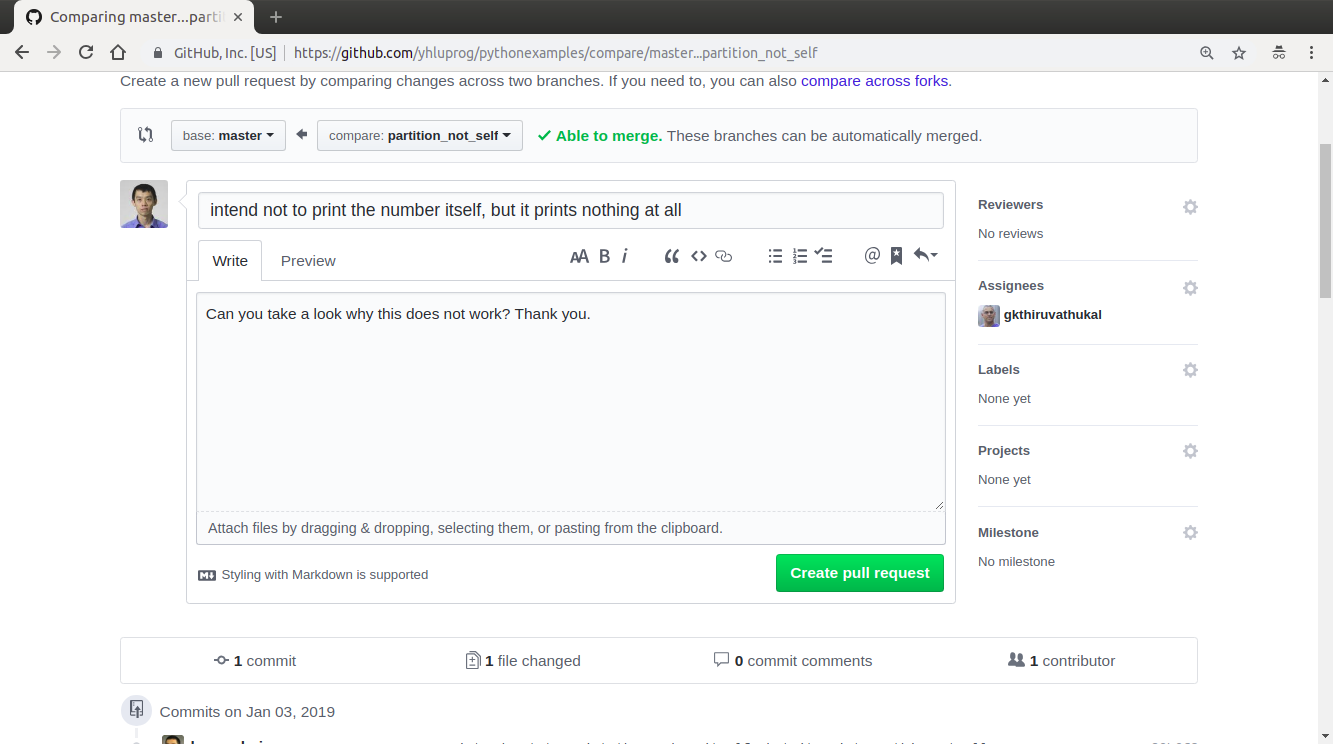 Comparing master...parti
GitHub, Inc. [US] https://github.com/yhluprog/pythonexamples/compare/master...partition_not_self
Create a new pull request by comparing changes across two branches. If you need to, you can also compare across forks.
base: master compare: partition_not_self Able to merge. These branches can be automatically merged.
intend not to print the number itself, but it prints nothing at all
Write Preview
Can you take a look why this does not work? Thank you.
Attach files by dragging & dropping, selecting them, or pasting from the clipboard.
Styling with Markdown is supported
Create pull request
Reviewers
No reviews
Assignees
gkthiruvathukal
Labels
None yet
Projects
None yet
Milestone
No milestone
1 commit 1 file changed 0 commit comments 1 contributor
Commits on Jan 03, 2019